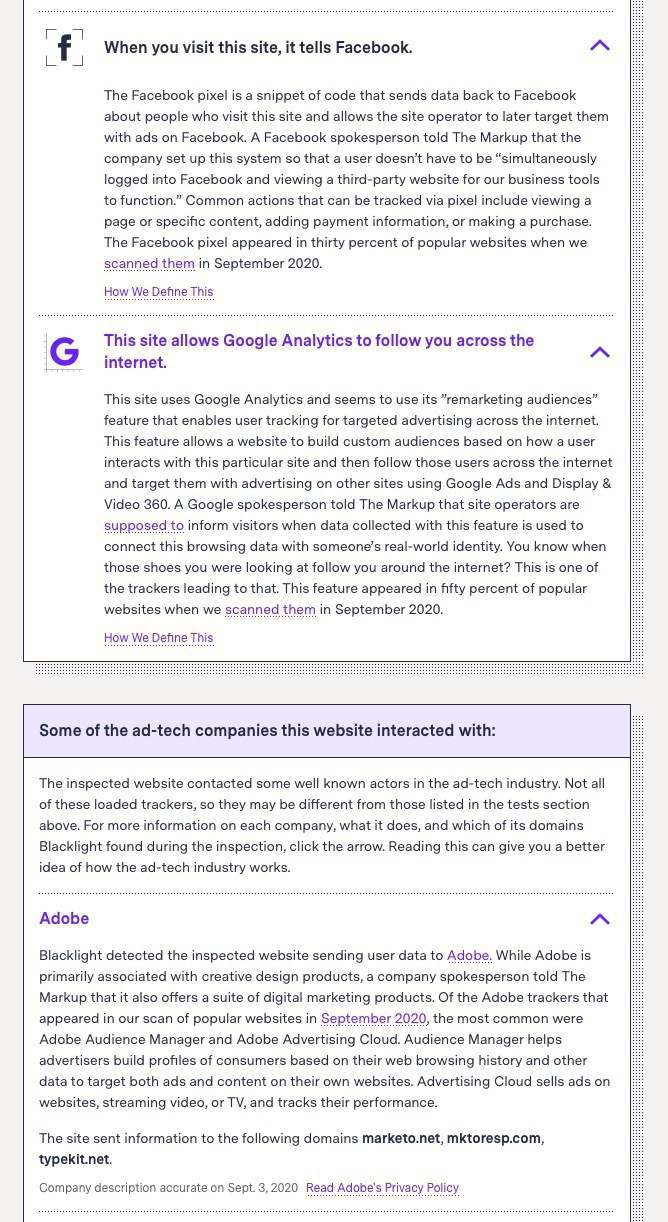 f
When you visit this site, it tells Facebook.
The Facebook pixel is a snippet of code that sends data back to Facebook
about people who visit this site and allows the site operator to later target them
with ads on Facebook. A Facebook spokesperson told The Markup that the
company set up this system so that a user doesn’t have to be “simultaneously
logged into Facebook and viewing a third-party website for our business tools
to function.” Common actions that can be tracked via pixel include viewing a
page or specific content, adding payment information, or making a purchase.
The Facebook pixel appeared in thirty percent of popular websites when we
scanned them in September 2020.
How We Define This
G
This site allows Google Analytics to follow you across the
internet.
This site uses Google Analytics and seems to use its ”remarketing audiences”
feature that enables user tracking for targeted advertising across the internet.
This feature allows a website to build custom audiences based on how a user
interacts with this particular site and then follow those users across the internet
and target them with advertising on other sites using Google Ads and Display &
Video 360. A Google spokesperson told The Markup that site operators are
supposed to inform visitors when data collected with this feature is used to
connect this browsing data with someone’s real-world identity. You know when
those shoes you were looking at follow you around the internet? This is one of
the trackers leading to that. This feature appeared in fifty percent of popular
websites when we scanned them in September 2020.
How We Define This
Some of the ad-tech companies this website interacted with:
The inspected website contacted some well known actors in the ad-tech industry. Not all
of these loaded trackers, so they may be different from those listed in the tests section
above. For more information on each company, what it does, and which of its domains
Blacklight found during the inspection, click the arrow. Reading this can give you a better
idea of how the ad-tech industry works.
Adobe
Blacklight detected the inspected website sending user data to Adobe. While Adobe is
primarily associated with creative design products, a company spokesperson told The
Markup that it also offers a suite of digital marketing products. Of the Adobe trackers that
appeared in our scan of popular websites in September 2020, the most common were
Adobe Audience Manager and Adobe Advertising Cloud. Audience Manager helps
advertisers build profiles of consumers based on their web browsing history and other
data to target both ads and content on their own websites. Advertising Cloud sells ads on
websites, streaming video, or TV, and tracks their performance.
The site sent information to the following domains marketo.net, mktoresp.com,
typekit.net.
Company description accurate on Sept. 3, 2020 Read Adobe's Privacy Policy